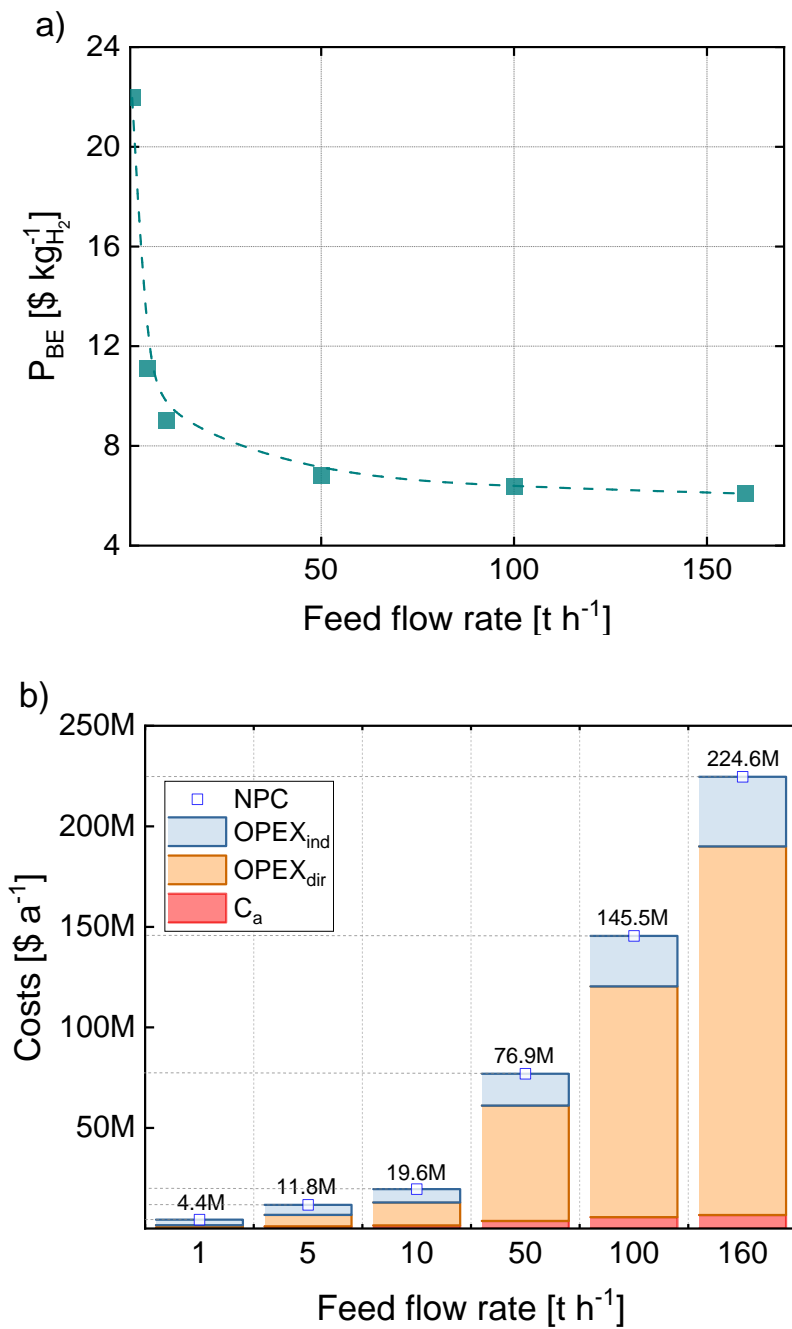 a)
24
20
16
12
8
4
P_BE [$ kg_H₂^-1]
50
100
150
Feed flow rate [t h^-1]
b)
250M
200M
150M
100M
50M
Costs [$ a^-1]
NPC
OPEX_ind
OPEX_dir
C_a
4.4M
11.8M
19.6M
76.9M
145.5M
224.6M
1
5
10
50
100
160
Feed flow rate [t h^-1]